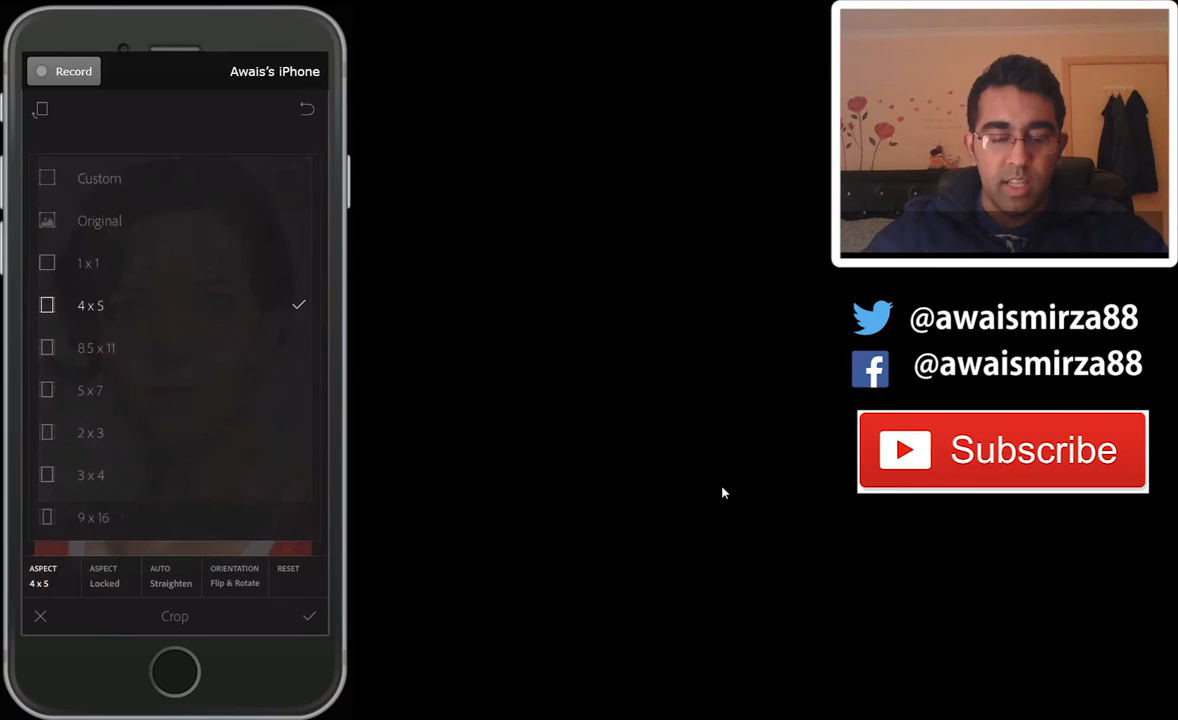 Record
Awais's iPhone
Custom
Original
1 x 1
4 x 5
8.5 x 11
5 x 7
2 x 3
3 x 4
9 x 16
ASPECT
4 x 5
ASPECT
Locked
AUTO
Straighten
ORIENTATION
Flip & Rotate
RESET
Crop
@awaismirza88
@awaismirza88
Subscribe